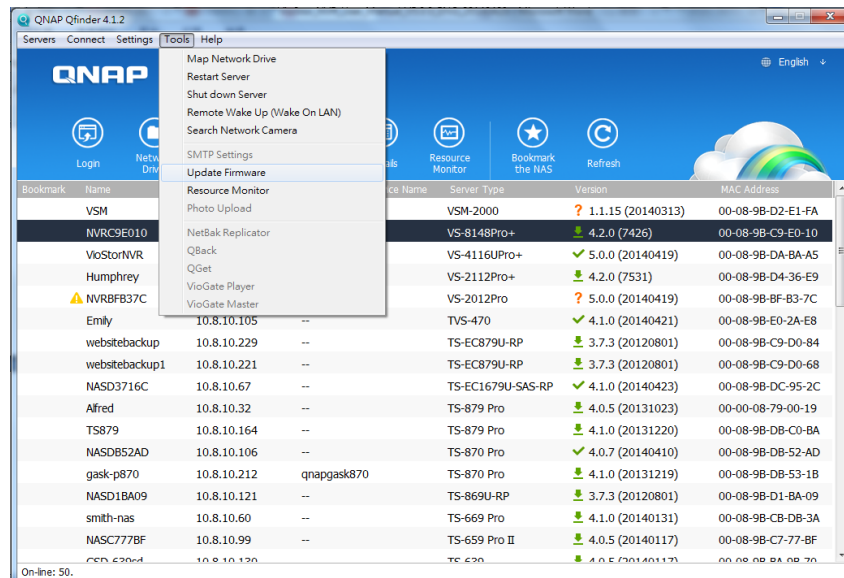 QNAP Qfinder 4.1.2
Servers Connect Settings Tools Help
QNAP
English
Map Network Drive
Restart Server
Shut down Server
Remote Wake Up (Wake On LAN)
Search Network Camera
SMTP Settings
Update Firmware
Resource Monitor
Photo Upload
NetBak Replicator
QBack
QGet
VioGate Player
VioGate Master
Login
Resource Monitor
Bookmark the NAS
Refresh
Bookmark Name Name Server Type Version MAC Address
VSM VSM-2000 1.1.15 (20140313) 00-08-9B-D2-E1-FA
NVRC9E010 VS-8148Pro+ 4.2.0 (7426) 00-08-9B-C9-E0-10
VioStorNVR VS-4116UPro+ 5.0.0 (20140419) 00-08-9B-DA-BA-A5
Humphrey VS-2112Pro+ 4.2.0 (7531) 00-08-9B-D4-36-E9
NVRBFB37C VS-2012Pro 5.0.0 (20140419) 00-08-9B-BF-B3-7C
Emily 10.8.10.105 -- TVS-470 4.1.0 (20140421) 00-08-9B-E0-2A-E8
websitebackup 10.8.10.229 -- TS-EC879U-RP 3.7.3 (20120801) 00-08-9B-C9-D0-84
websitebackup1 10.8.10.221 -- TS-EC879U-RP 3.7.3 (20120801) 00-08-9B-C9-D0-68
NASD3716C 10.8.10.67 -- TS-EC1679U-SAS-RP 4.1.0 (20140423) 00-08-9B-DC-95-2C
Alfred 10.8.10.32 -- TS-879 Pro 4.0.5 (20131023) 00-00-08-79-00-19
TS879 10.8.10.164 -- TS-879 Pro 4.1.0 (20131220) 00-08-9B-DB-C0-BA
NASDB52AD 10.8.10.106 -- TS-870 Pro 4.0.7 (20140410) 00-08-9B-DB-52-AD
gask-p870 10.8.10.212 qnapgask870 TS-870 Pro 4.1.0 (20131219) 00-08-9B-DB-53-1B
NASD1BA09 10.8.10.121 -- TS-869U-RP 3.7.3 (20120801) 00-08-9B-D1-BA-09
smith-nas 10.8.10.60 -- TS-669 Pro 4.1.0 (20140131) 00-08-9B-CB-DB-3A
NASC777BF 10.8.10.99 -- TS-659 Pro II 4.0.5 (20140117) 00-08-9B-C7-77-BF
On-line: 50.